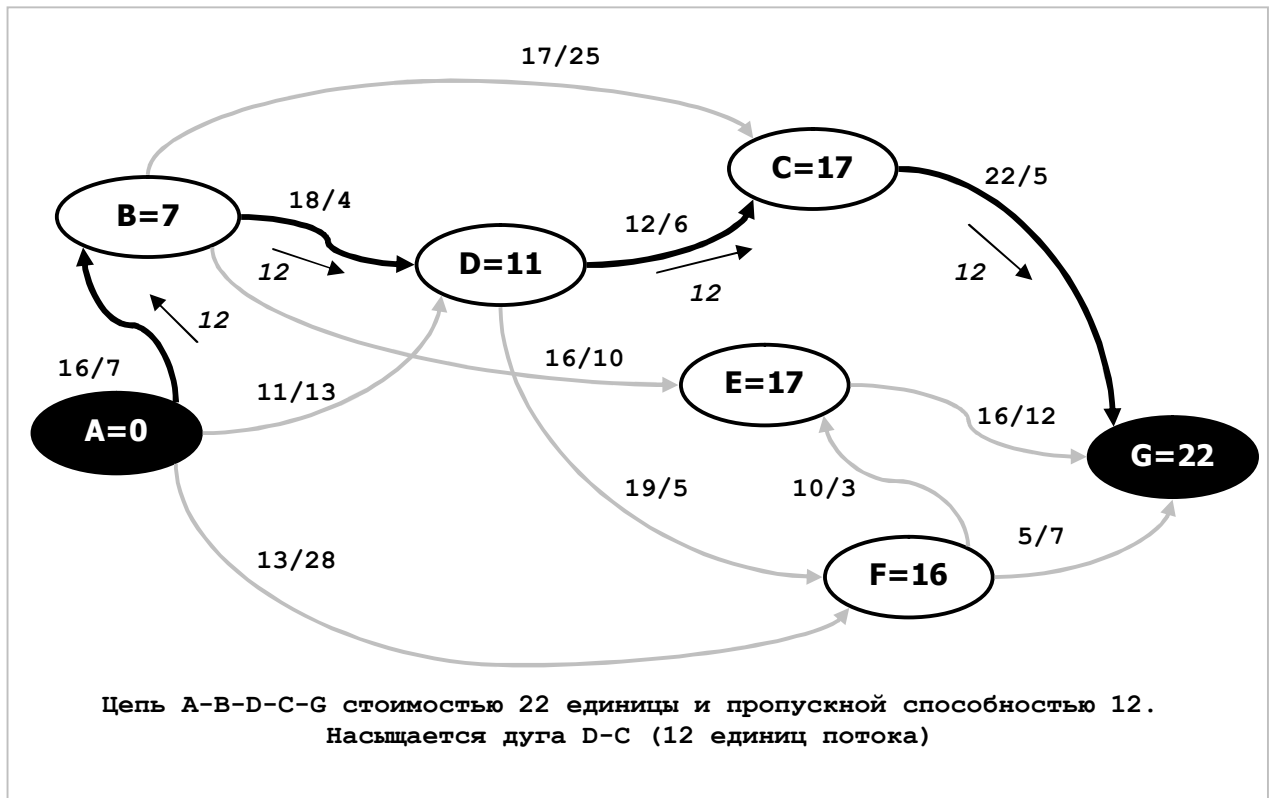 17/25
C=17
22/5
B=7
18/4
12/6
D=11
12
12
12
12
16/7
16/10
E=17
11/13
16/12
A=0
G=22
19/5
10/3
5/7
13/28
F=16
Цепь A-B-D-C-G стоимостью 22 единицы и пропускной способностью 12.
Насыщается дуга D-C (12 единиц потока)